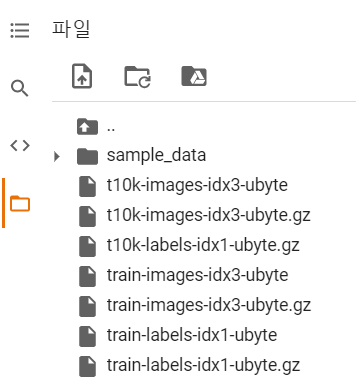 파일
..
sample_data
t10k-images-idx3-ubyte
t10k-images-idx3-ubyte.gz
t10k-labels-idx1-ubyte.gz
train-images-idx3-ubyte
train-images-idx3-ubyte.gz
train-labels-idx1-ubyte
train-labels-idx1-ubyte.gz